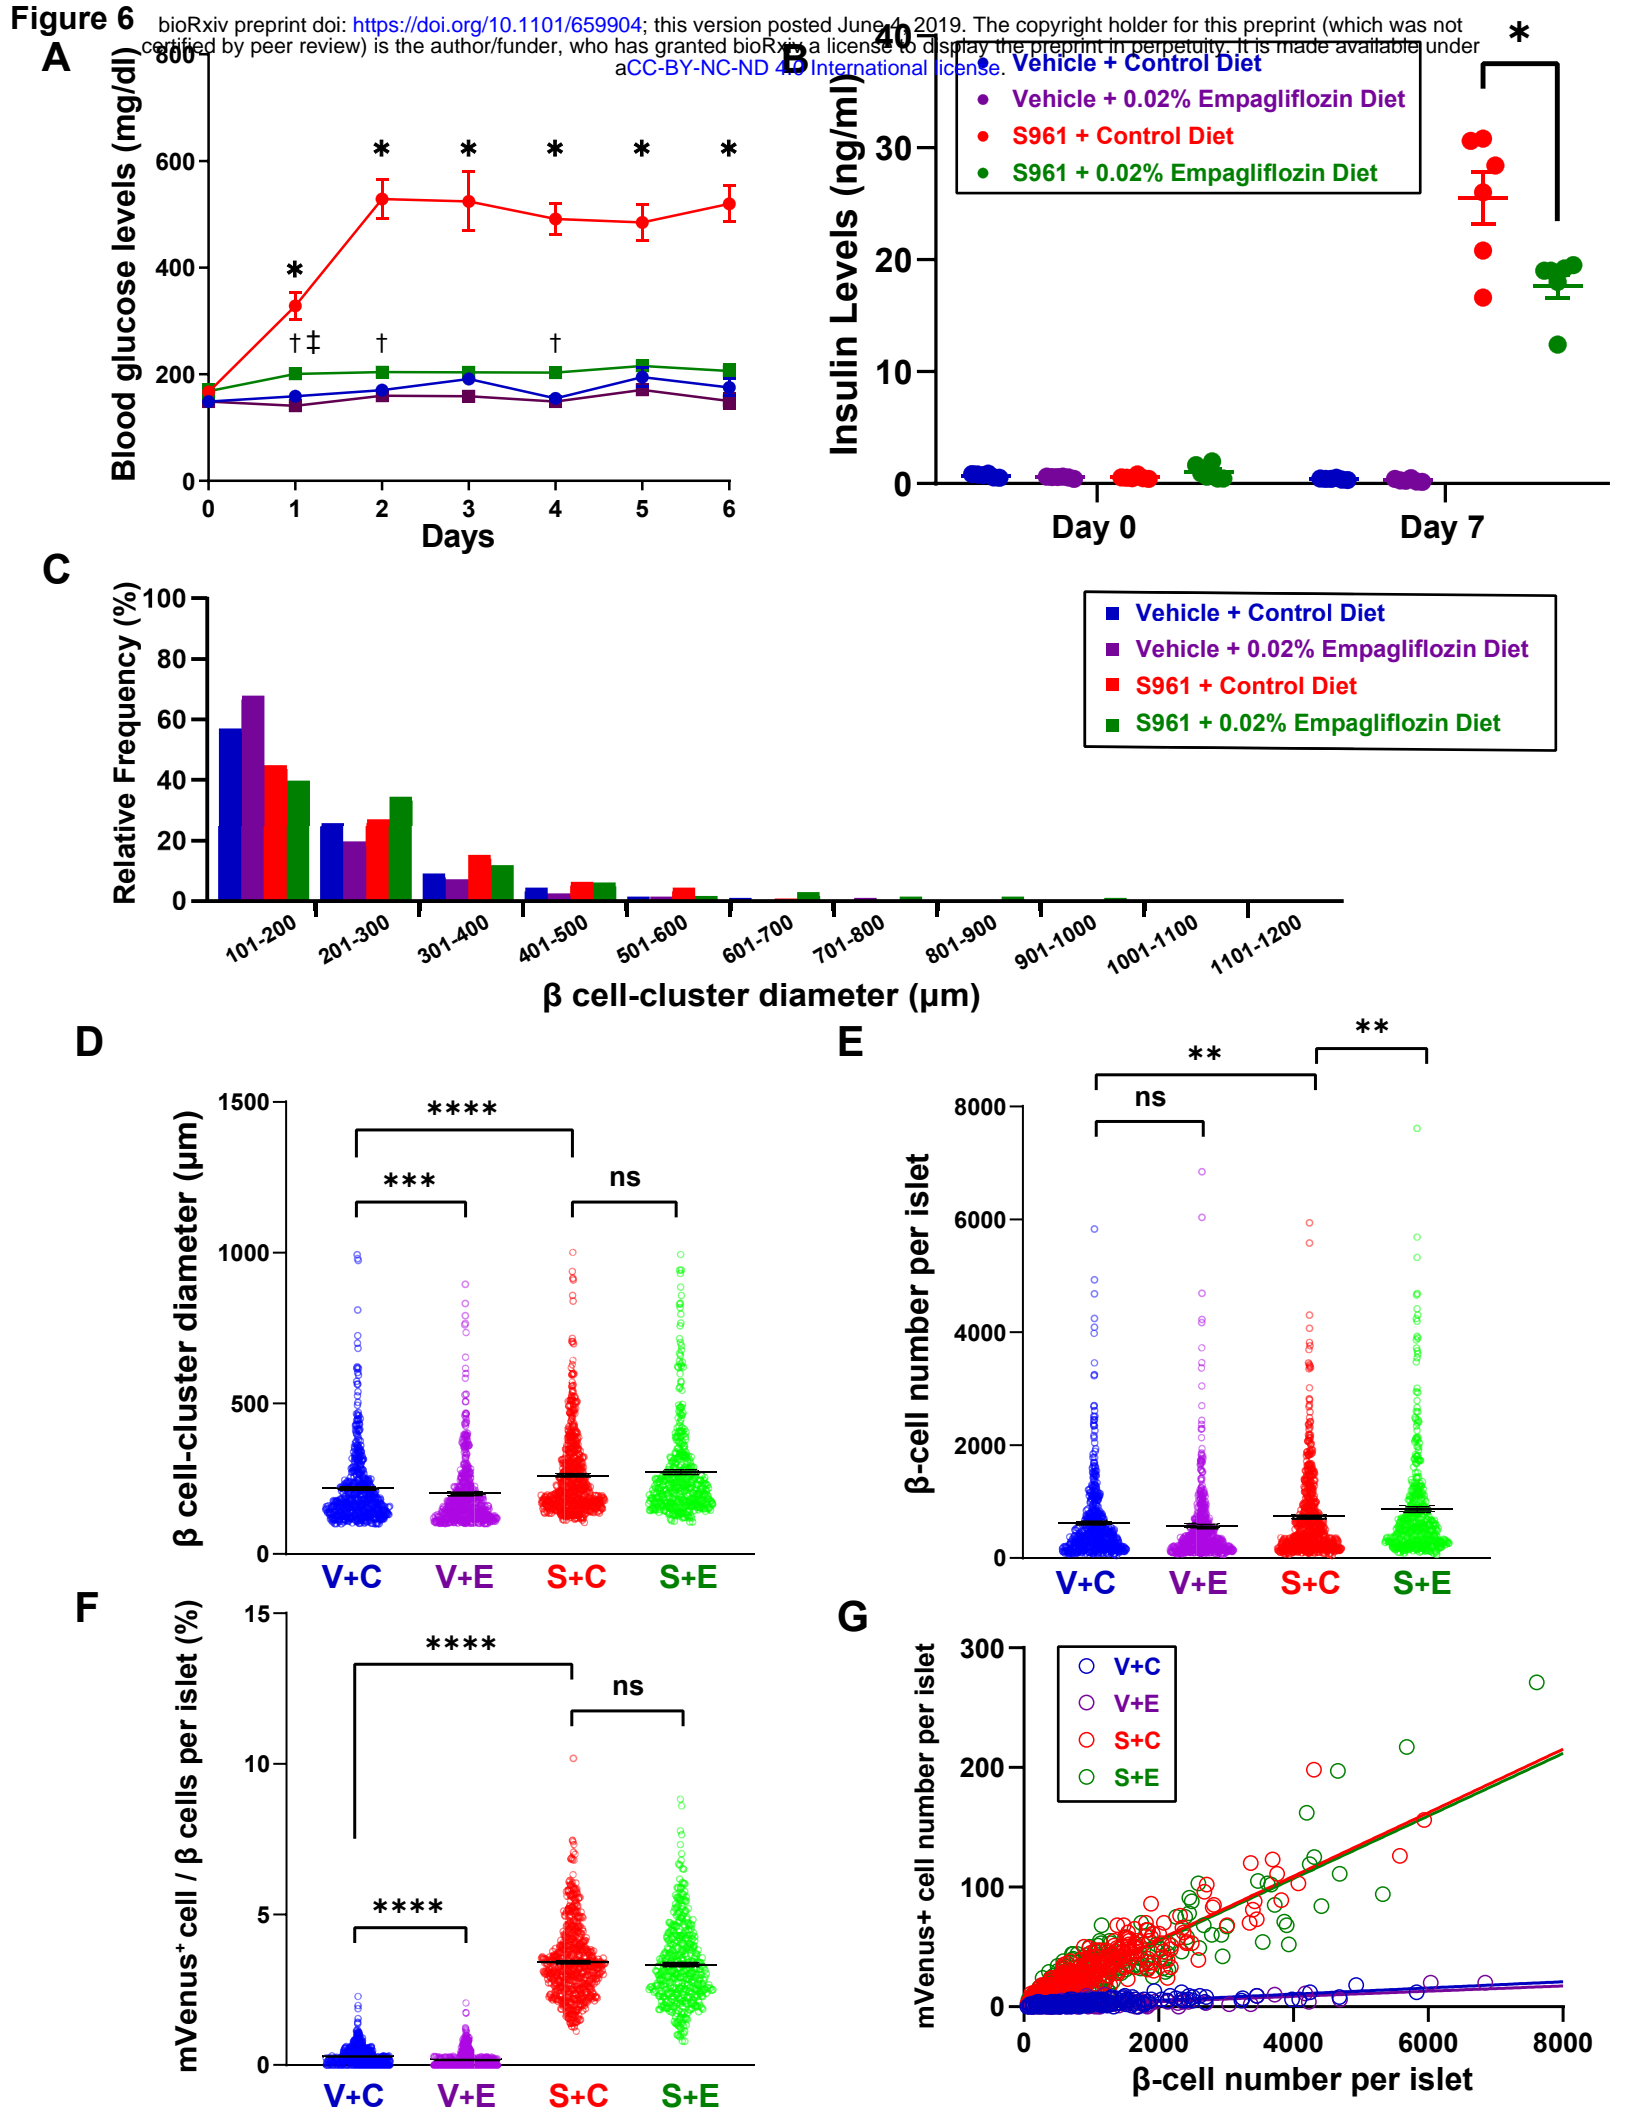 Figure 6
bioRxiv preprint doi: https://doi.org/10.1101/659904; this version posted June 4, 2019. The copyright holder for this preprint (which was not
certified by peer review) is the author/funder, who has granted bioRxiv a license to display the preprint in perpetuity. It is made available under
aCC-BY-NC-ND 4.0 International license.
A
Blood glucose levels (mg/dl)
800
600
400
200
0
* * * * *
*
† ‡ † †
0 1 2 3 4 5 6
Days
B
Insulin Levels (ng/ml)
40
30
20
10
0
Vehicle + Control Diet
Vehicle + 0.02% Empagliflozin Diet
S961 + Control Diet
S961 + 0.02% Empagliflozin Diet
*
Day 0 Day 7
C
Relative Frequency (%)
100
80
60
40
20
0
Vehicle + Control Diet
Vehicle + 0.02% Empagliflozin Diet
S961 + Control Diet
S961 + 0.02% Empagliflozin Diet
101-200 201-300 301-400 401-500 501-600 601-700 701-800 801-900 901-1000 1001-1100 1101-1200
β cell-cluster diameter (μm)
D
β cell-cluster diameter (μm)
1500
1000
500
0
****
***
ns
V+C V+E S+C S+E
E
β-cell number per islet
8000
6000
4000
2000
0
**
**
ns
V+C V+E S+C S+E
F
mVenus+ cell / β cells per islet (%)
15
10
5
0
****
ns
****
V+C V+E S+C S+E
G
mVenus+ cell number per islet
300
200
100
0
V+C
V+E
S+C
S+E
0 2000 4000 6000 8000
β-cell number per islet